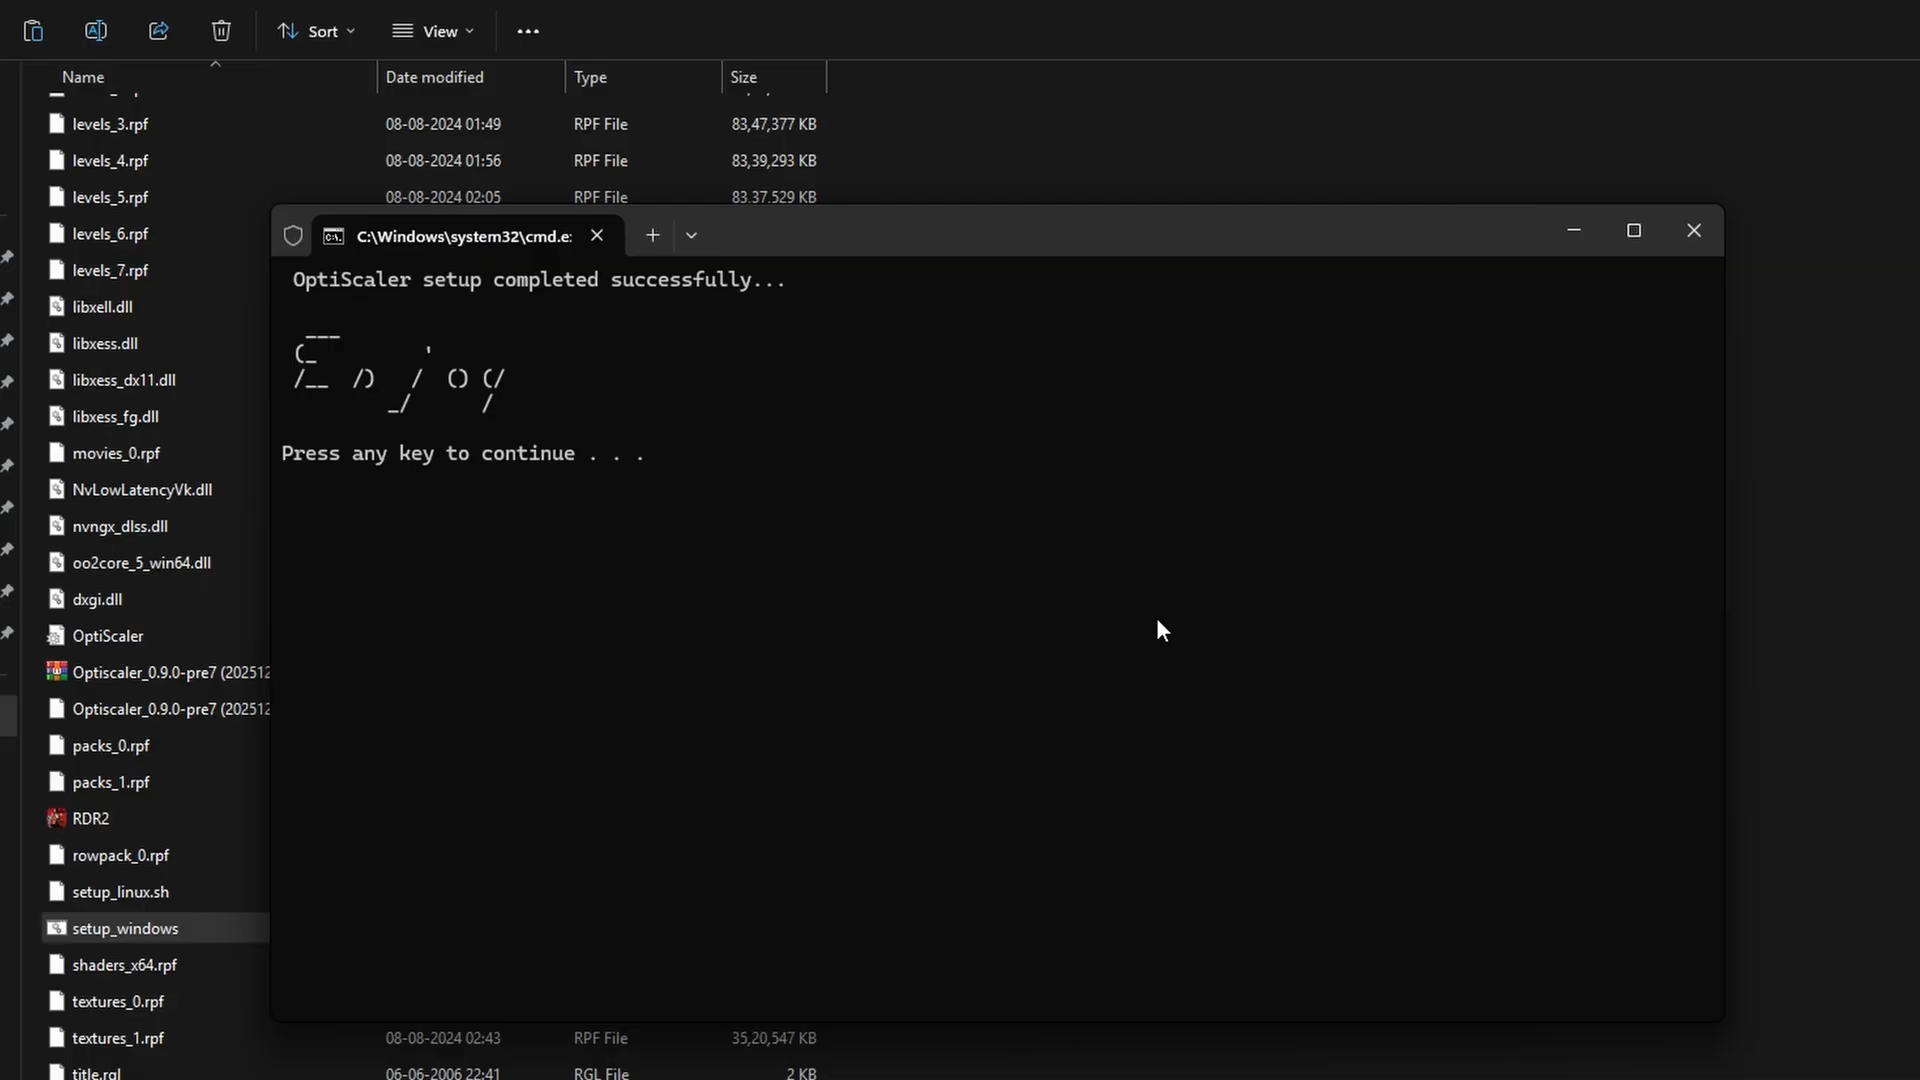 Sort
View
Name
Date modified
Type
Size
levels_3.rpf 08-08-2024 01:49 RPF File 83,47,377 KB
levels_4.rpf 08-08-2024 01:56 RPF File 83,39,293 KB
levels_5.rpf 08-08-2024 02:05 RPF File 83,37,529 KB
levels_6.rpf
levels_7.rpf
libxell.dll
libxess.dll
libxess_dx11.dll
libxess_fg.dll
movies_0.rpf
NvLowLatencyVk.dll
nvngx_dlss.dll
oo2core_5_win64.dll
dxgi.dll
OptiScaler
Optiscaler_0.9.0-pre7 (202512
Optiscaler_0.9.0-pre7 (202512
packs_0.rpf
packs_1.rpf
RDR2
rowpack_0.rpf
setup_linux.sh
setup_windows
shaders_x64.rpf
textures_0.rpf
textures_1.rpf 08-08-2024 02:43 RPF File 35,20,547 KB
title.rgl 06-06-2006 22:41 RGL File 2 KB
C:\Windows\system32\cmd.e
OptiScaler setup completed successfully...
Enjoy
Press any key to continue . . .